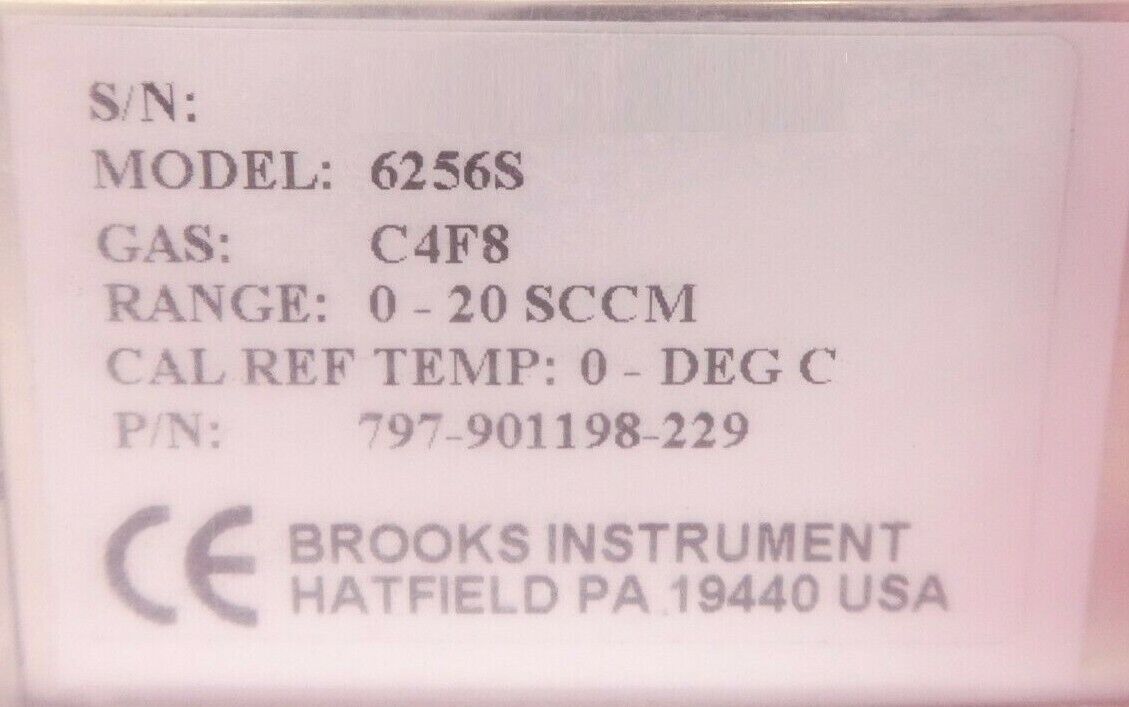 S/N:
MODEL: 6256S
GAS: C4F8
RANGE: 0 - 20 SCCM
CAL REF TEMP: 0 - DEG C
P/N: 797-901198-229
CE BROOKS INSTRUMENT
HATFIELD PA 19440 USA